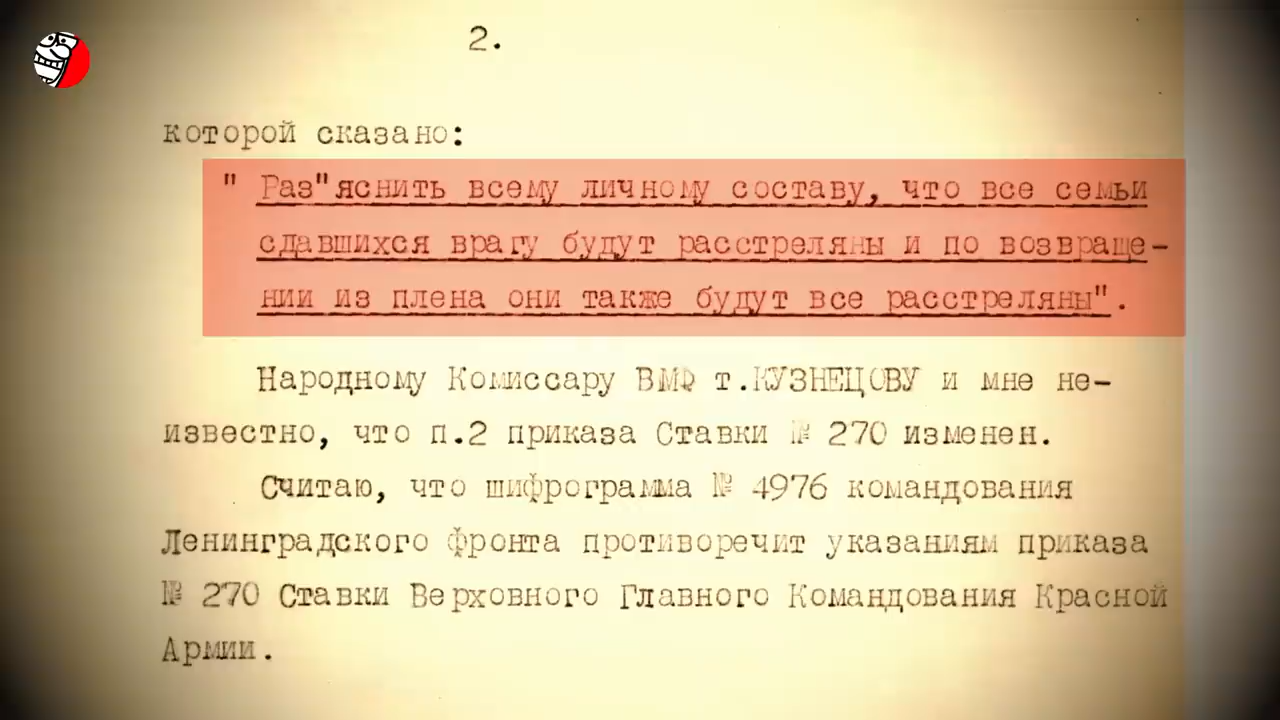 2.
которой сказано:
" Раз"яснить всему личному составу, что все семьи
сдавшихся врагу будут расстреляны и по возвраще-
нии из плена они также будут все расстреляны".
Народному Комиссару ВМФ т.КУЗНЕЦОВУ и мне не-
известно, что п.2 приказа Ставки № 270 изменен.
Считаю, что шифрограмма № 4976 командования
Ленинградского фронта противоречит указаниям приказа
№ 270 Ставки Верховного Главного Командования Красной
Армии.